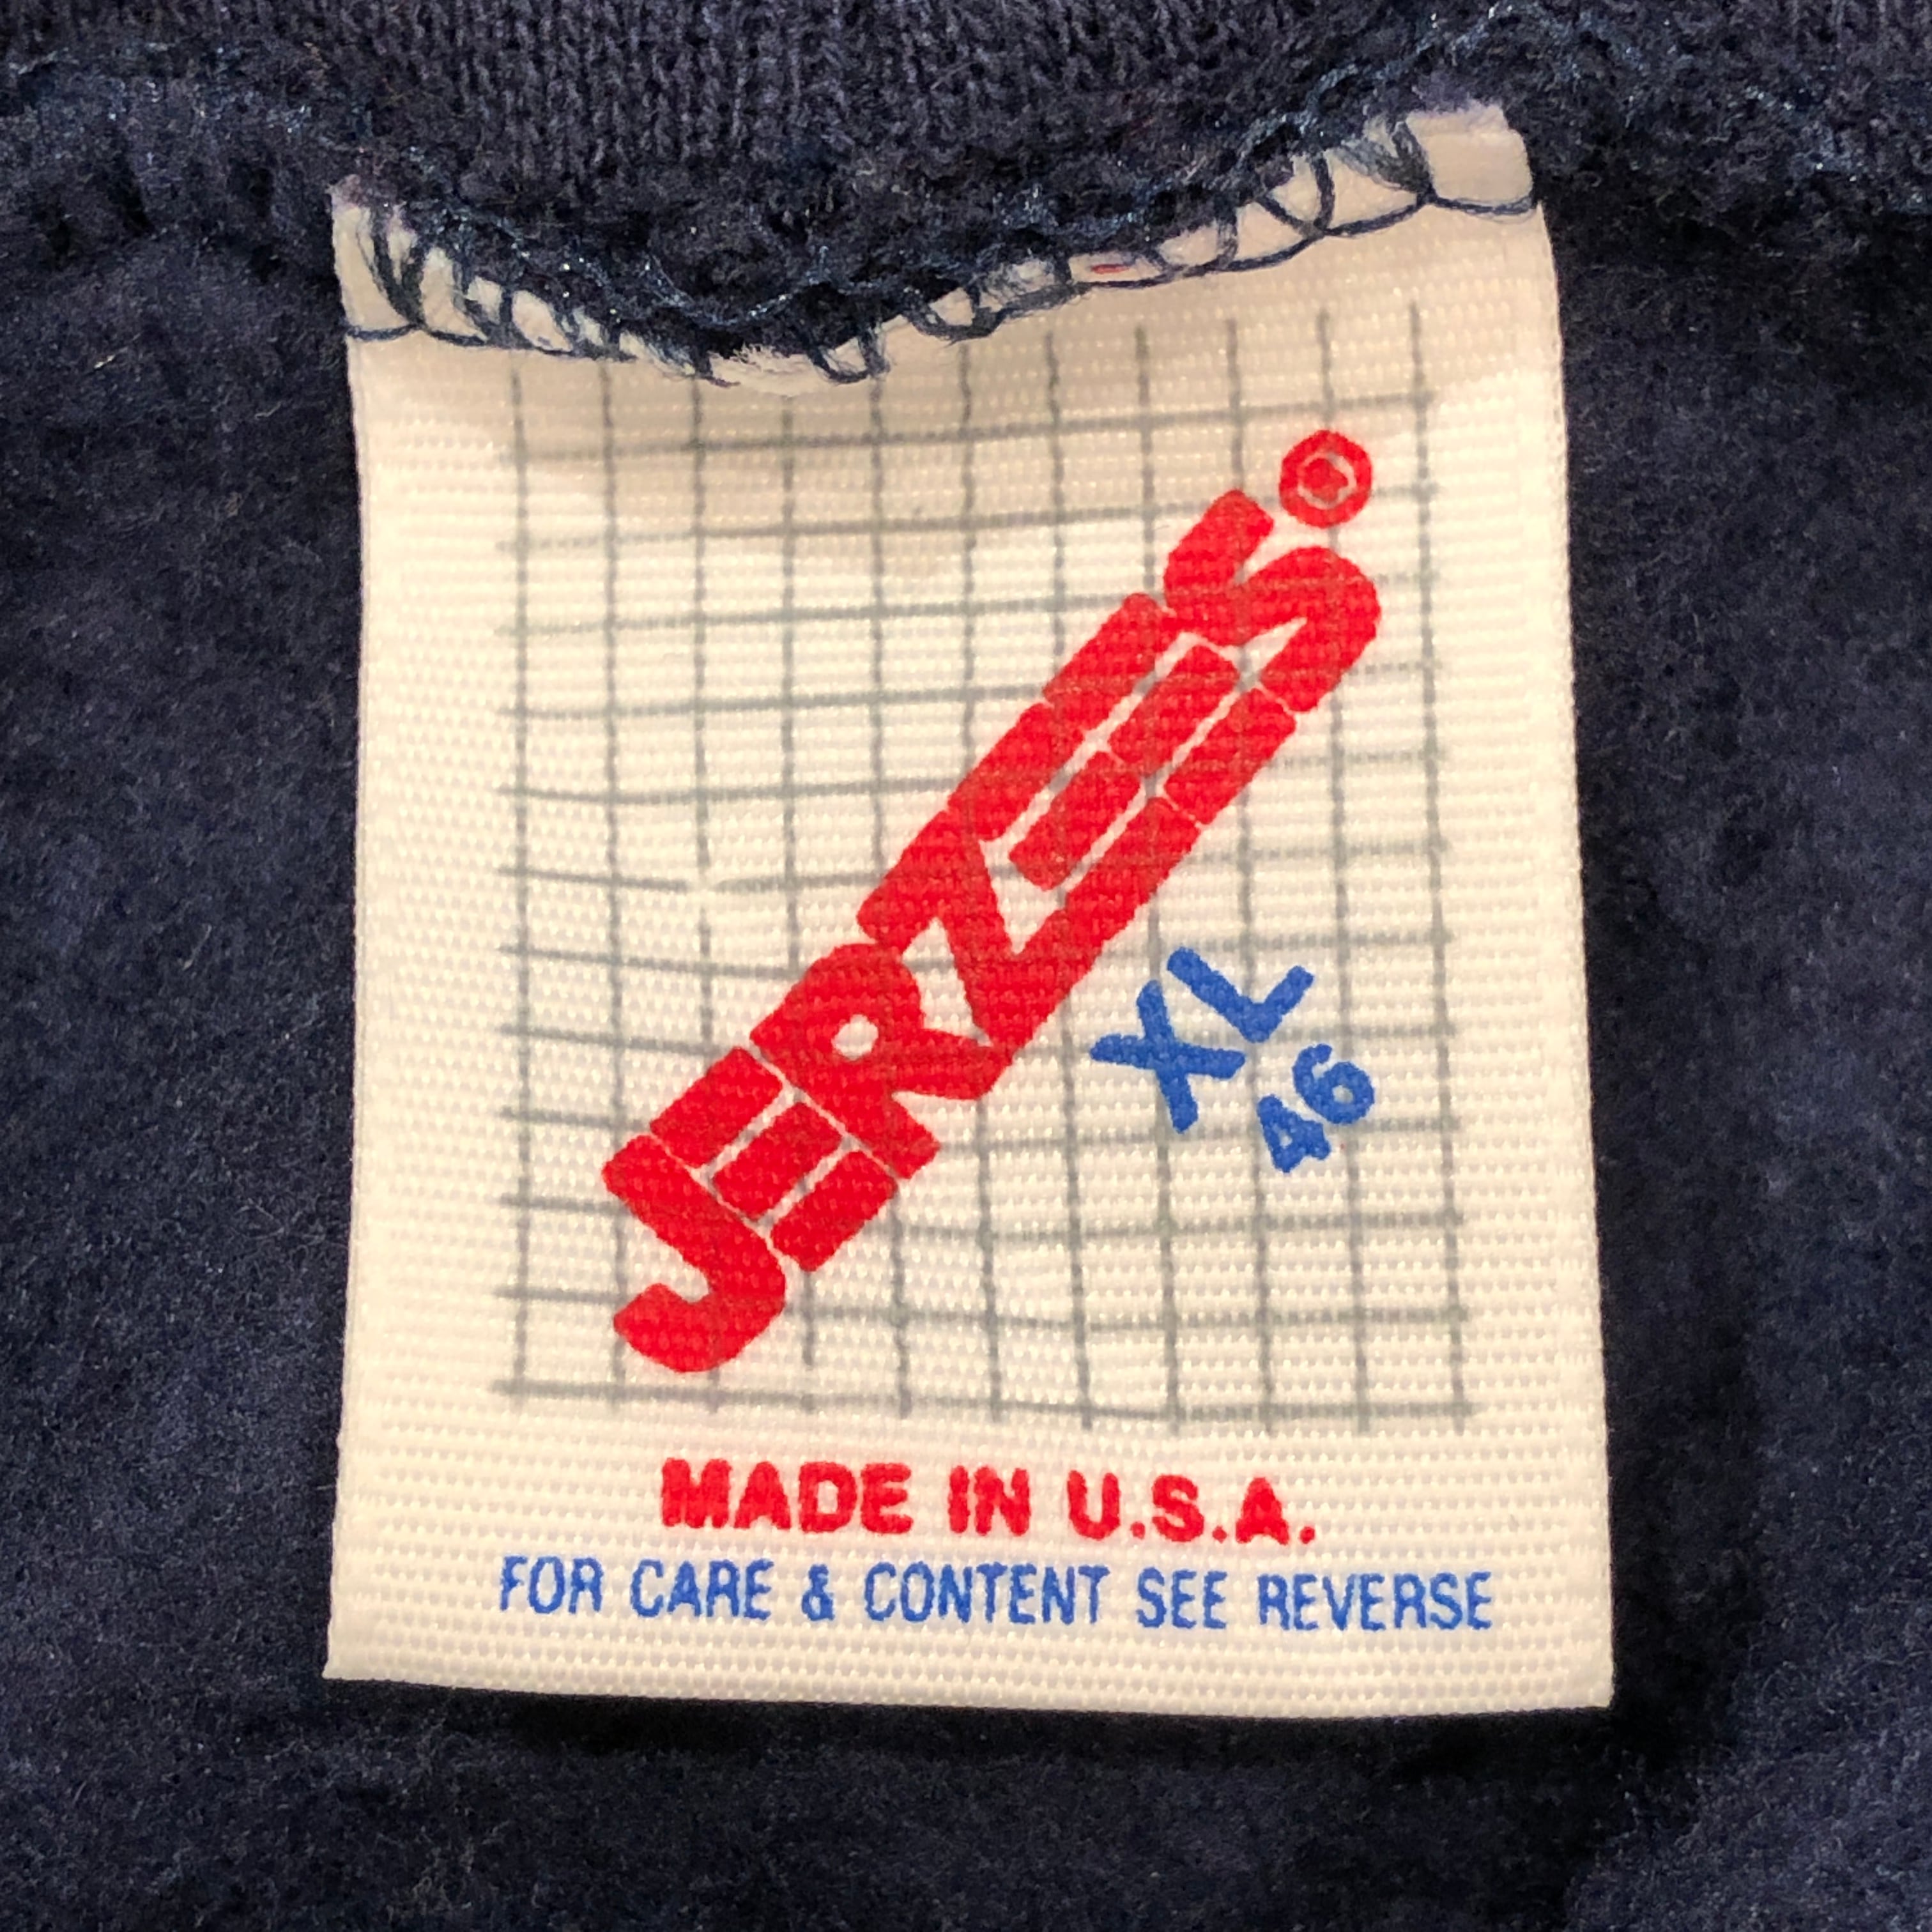 JERZEES®
XL
46
MADE IN U.S.A.
FOR CARE & CONTENT SEE REVERSE